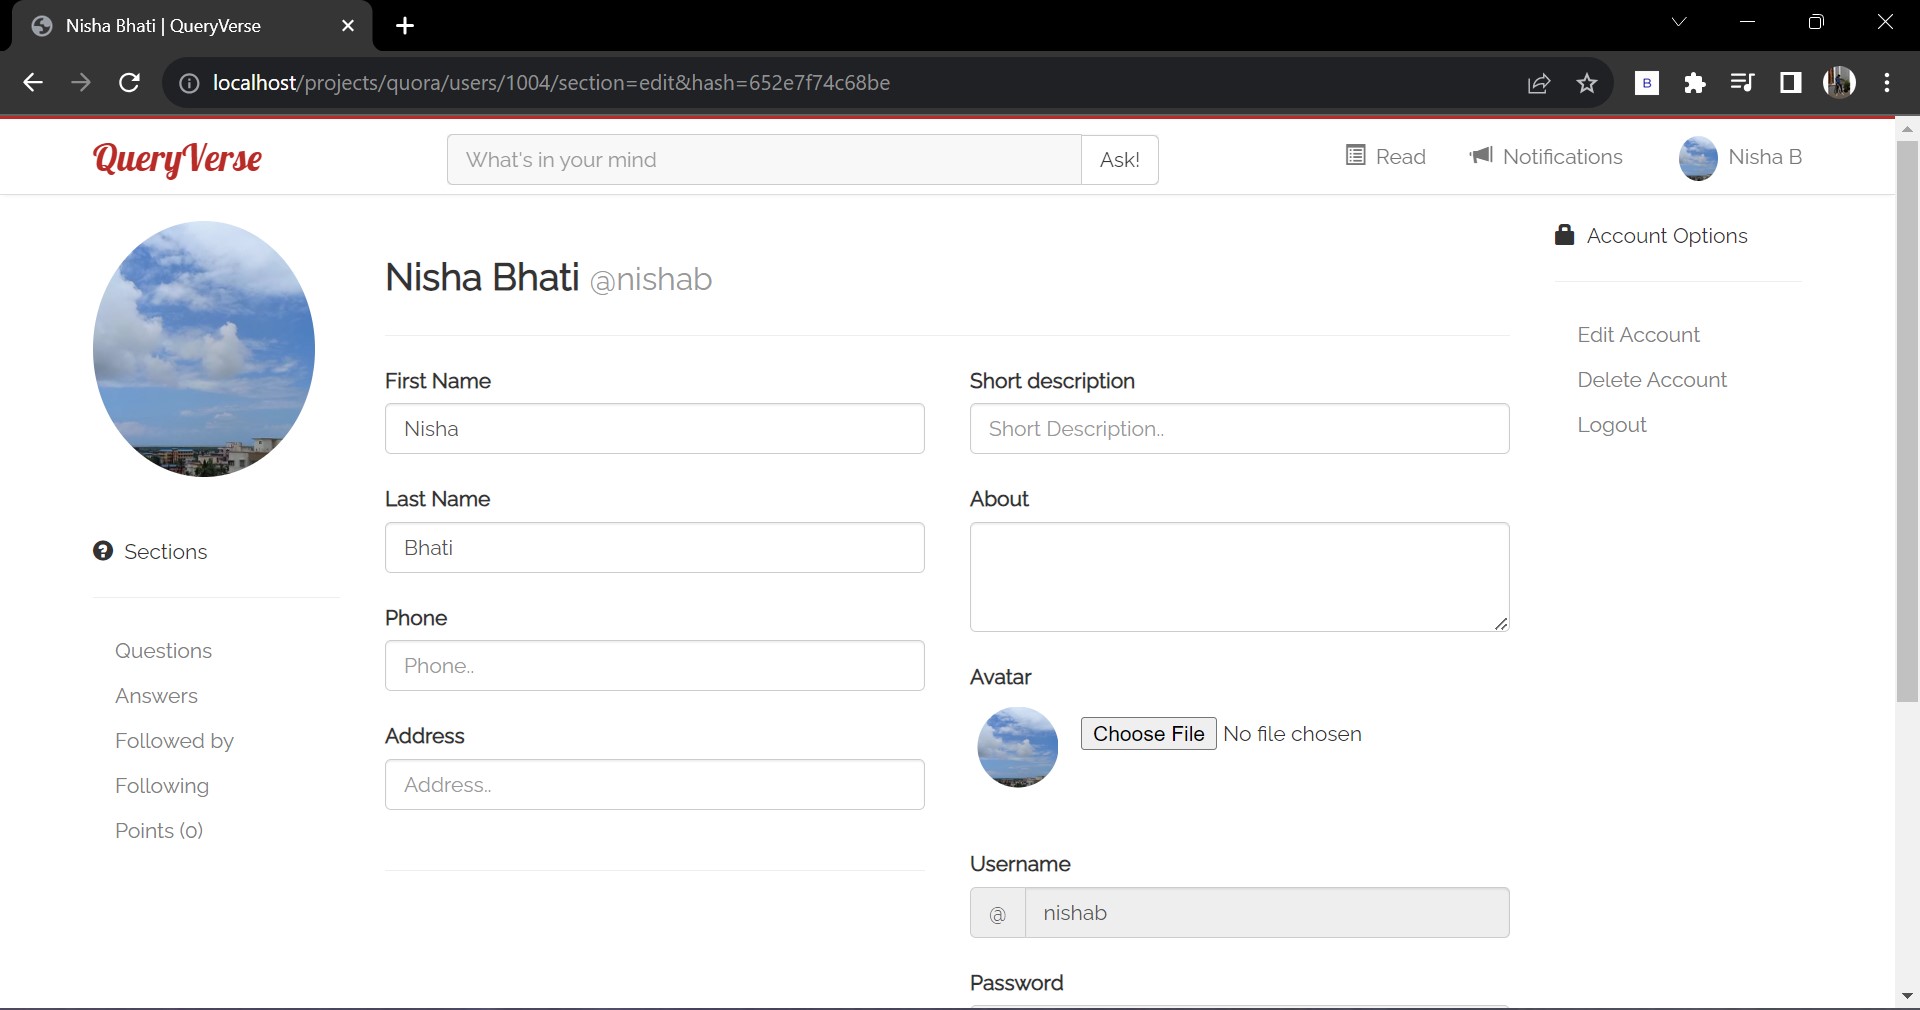 Nisha Bhati | QueryVerse
localhost/projects/quora/users/1004/section=edit&hash=652e7f74c68be
B
QueryVerse
What's in your mind
Ask!
Read
Notifications
Nisha B
Nisha Bhati @nishab
Account Options
Edit Account
Delete Account
Logout
Sections
Questions
Answers
Followed by
Following
Points (0)
First Name
Nisha
Last Name
Bhati
Phone
Phone..
Address
Address..
Short description
Short Description..
About
Avatar
Choose File No file chosen
Username
@ nishab
Password